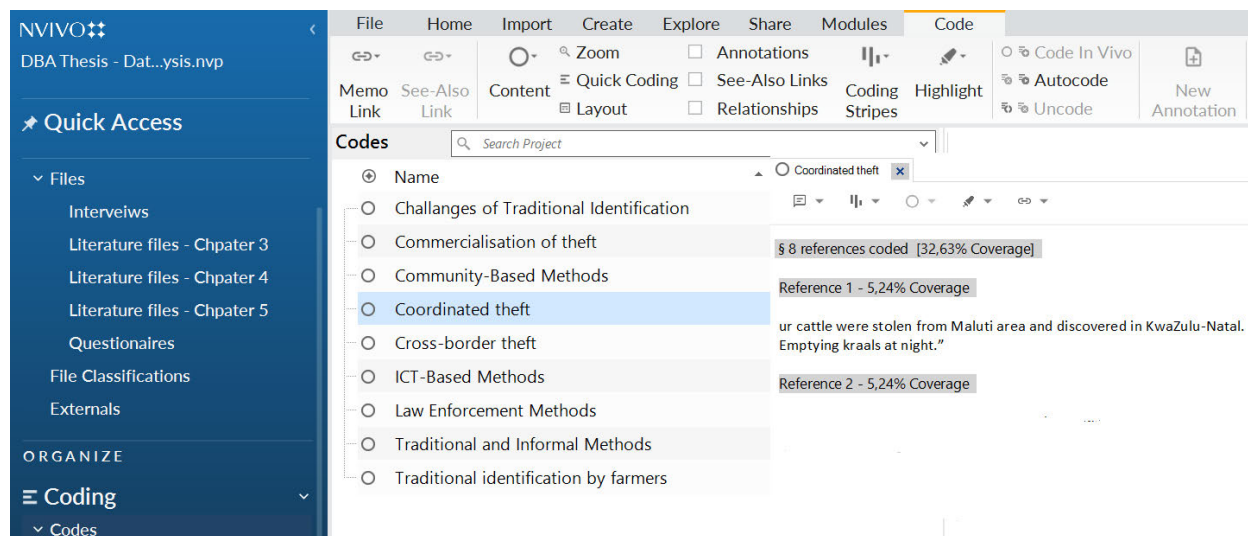 NVIVO
DBA Thesis - Dat...ysis.nvp
Quick Access
Files
Interveiws
Literature files - Chpater 3
Literature files - Chpater 4
Literature files - Chpater 5
Questionaires
File Classifications
Externals
ORGANIZE
Coding
Codes
File Home Import Create Explore Share Modules Code
Memo Link
See-Also Link
Content
Zoom
Quick Coding
Layout
Annotations
See-Also Links
Relationships
Coding Stripes
Highlight
Code In Vivo
Autocode
Uncode
New Annotation
Codes
Search Project
Name
Challanges of Traditional Identification
Commercialisation of theft
Community-Based Methods
Coordinated theft
Cross-border theft
ICT-Based Methods
Law Enforcement Methods
Traditional and Informal Methods
Traditional identification by farmers
Coordinated theft
§ 8 references coded [32,63% Coverage]
Reference 1 - 5,24% Coverage
ur cattle were stolen from Maluti area and discovered in KwaZulu-Natal.
Emptying kraals at night.”
Reference 2 - 5,24% Coverage